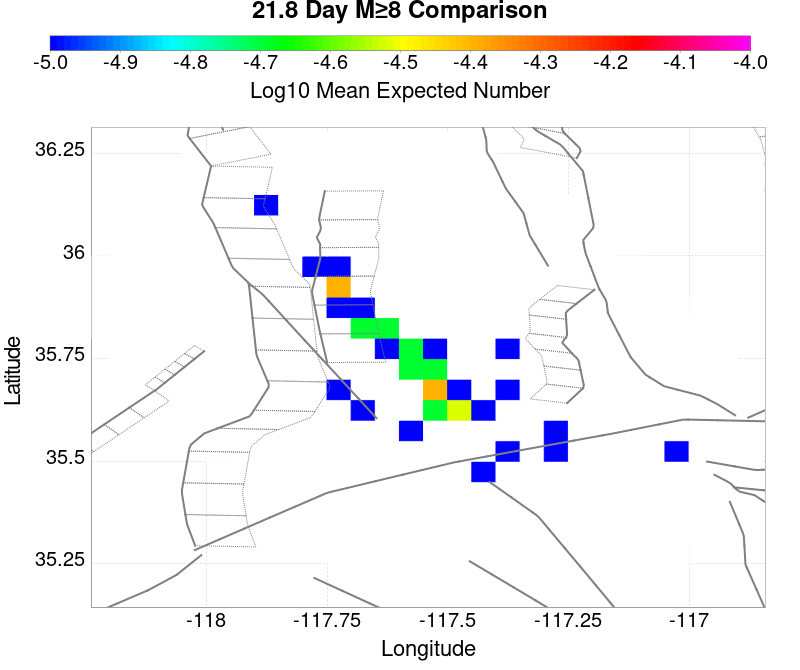 21.8 Day M≥8 Comparison
-5.0 -4.9 -4.8 -4.7 -4.6 -4.5 -4.4 -4.3 -4.2 -4.1 -4.0
Log10 Mean Expected Number
36.25
36
35.75
35.5
35.25
Latitude
-118 -117.75 -117.5 -117.25 -117
Longitude